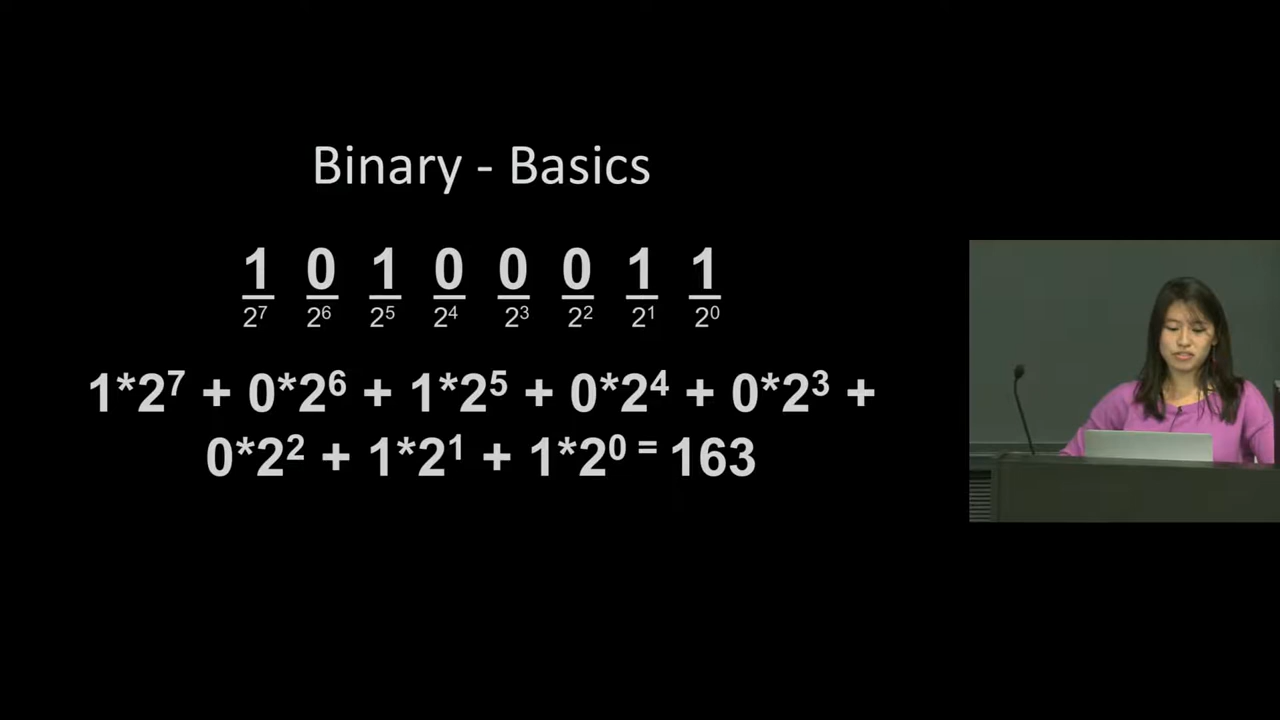 Binary - Basics
1 0 1 0 0 0 1 1
2⁷ 2⁶ 2⁵ 2⁴ 2³ 2² 2¹ 2⁰
1*2⁷ + 0*2⁶ + 1*2⁵ + 0*2⁴ + 0*2³ +
0*2² + 1*2¹ + 1*2⁰ = 163